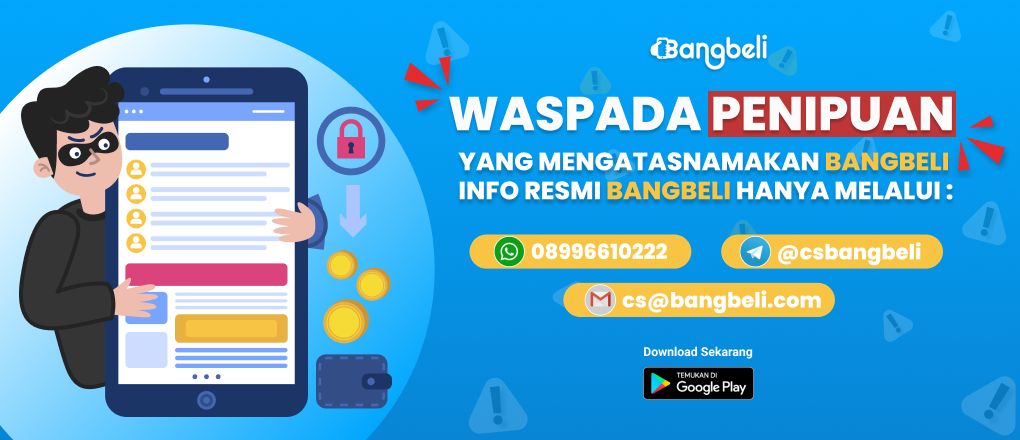 Bangbeli
WASPADA PENIPUAN
YANG MENGATASNAMAKAN BANGBELI
INFO RESMI BANGBELI HANYA MELALUI :
08996610222
@csbangbeli
cs@bangbeli.com
Download Sekarang
TEMUKAN DI
Google Play